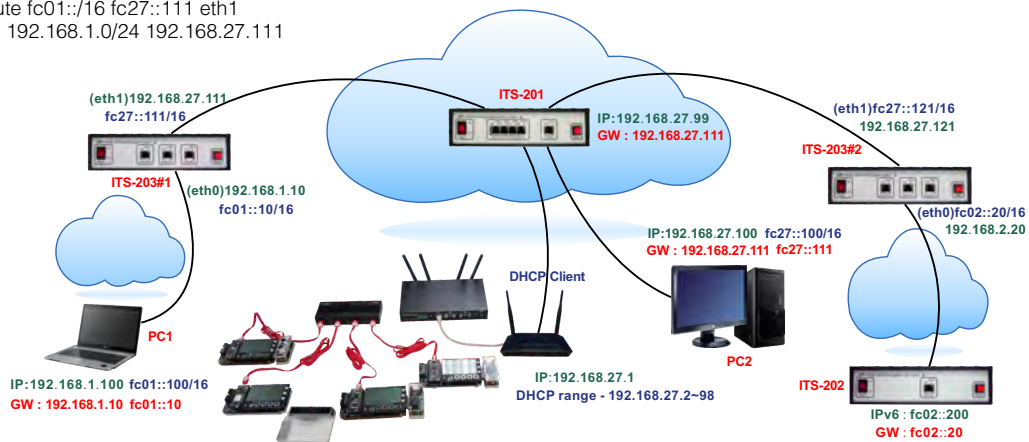 ute fc01::/16 fc27::111 eth1
192.168.1.0/24 192.168.27.111
ITS-201
(eth1)192.168.27.111
fc27::111/16
IP:192.168.27.99
GW : 192.168.27.111
(eth1)fc27::121/16
192.168.27.121
ITS-203#2
ITS-203#1
(eth0)192.168.1.10
fc01::10/16
(eth0)fc02::20/16
192.168.2.20
IP:192.168.27.100 fc27::100/16
GW : 192.168.27.111 fc27::111
DHCP Client
PC1
PC2
IP:192.168.27.1
DHCP range - 192.168.27.2~98
IP:192.168.1.100 fc01::100/16
GW : 192.168.1.10 fc01::10
ITS-202
IPv6 : fc02::200
GW : fc02::20